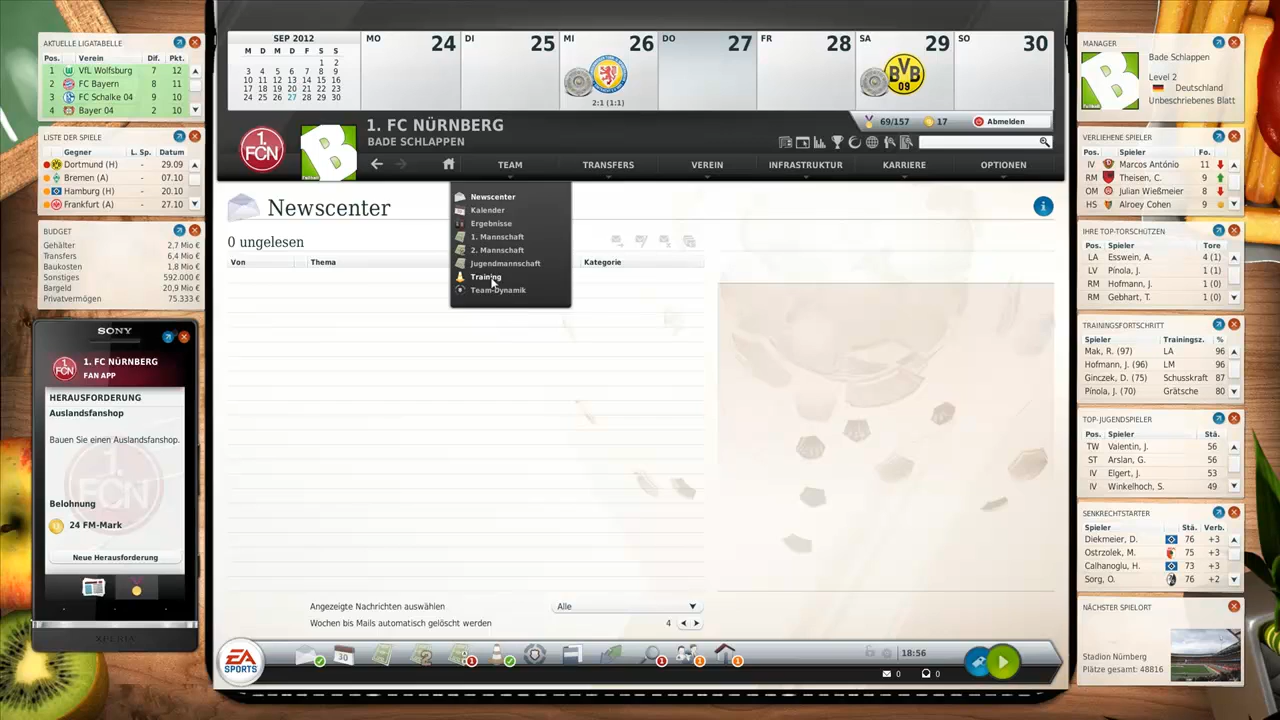 AKTUELLE LIGATABELLE
Pos. Verein Dif. Pkt.
1 VfL Wolfsburg 7 12
2 FC Bayern 8 11
3 FC Schalke 04 9 10
4 Bayer 04 2 10
LISTE DER SPIELE
Gegner L. Sp. Datum
Dortmund (H) - 29.09
Bremen (A) - 07.10
Hamburg (H) - 20.10
Frankfurt (A) - 27.10
BUDGET
Gehälter 2,7 Mio €
Transfers 6,4 Mio €
Baukosten 1,8 Mio €
Sonstiges 592.000 €
Bargeld 20,9 Mio €
Privatvermögen 75.333 €
SONY
1. FC NÜRNBERG
FAN APP
HERAUSFORDERUNG
Auslandsfanshop
Bauen Sie einen Auslandsfanshop.
Belohnung
24 FM-Mark
Neue Herausforderung
XPERIA
SEP 2012
M D M D F S S
1 2
3 4 5 6 7 8 9
10 11 12 13 14 15 16
17 18 19 20 21 22 23
24 25 26 27 28 29 30
MO 24 DI 25 MI 26 DO 27 FR 28 SA 29 SO 30
2:1 (1:1)
BVB
09
1. FC NÜRNBERG
BADE SCHLAPPEN
69/157 17 Abmelden
TEAM TRANSFERS VEREIN INFRASTRUKTUR KARRIERE OPTIONEN
Newscenter
Kalender
Ergebnisse
1. Mannschaft
2. Mannschaft
Jugendmannschaft
Training
Team-Dynamik
Newscenter
0 ungelesen
Von Thema Kategorie
Angezeigte Nachrichten auswählen Alle
Wochen bis Mails automatisch gelöscht werden 4
EA
SPORTS
30 2 1 1 1 1
18:56
0 0
MANAGER
Bade Schlappen
Level 2
Deutschland
Unbeschriebenes Blatt
VERLIEHENE SPIELER
Pos. Spieler Fo.
IV Marcos António 11
RM Theisen, C. 9
OM Julian Wießmeier 8
HS Alroey Cohen 9
IHRE TOP-TORSCHÜTZEN
Pos. Spieler Tore
LA Esswein, A. 4 (1)
LV Pinola, J. 1 (1)
RM Hofmann, J. 1 (0)
RM Gebhart, T. 1 (0)
TRAININGSFORTSCHRITT
Spieler Trainingsz. %
Mak, R. (97) LA 96
Hofmann, J. (96) LM 96
Ginczek, D. (75) Schusskraft 87
Pinola, J. (70) Grätsche 80
TOP-JUGENDSPIELER
Pos. Spieler Stä.
TW Valentin, J. 56
ST Arslan, G. 56
IV Elgert, J. 53
IV Winkelhoch, S. 49
SENKRECHTSTARTER
Spieler Stä. Verb.
Diekmeier, D. 76 +3
Ostrzolek, M. 75 +3
Calhanoglu, H. 73 +3
Sorg, O. 76 +2
NÄCHSTER SPIELORT
Stadion Nürnberg
Plätze gesamt: 48816